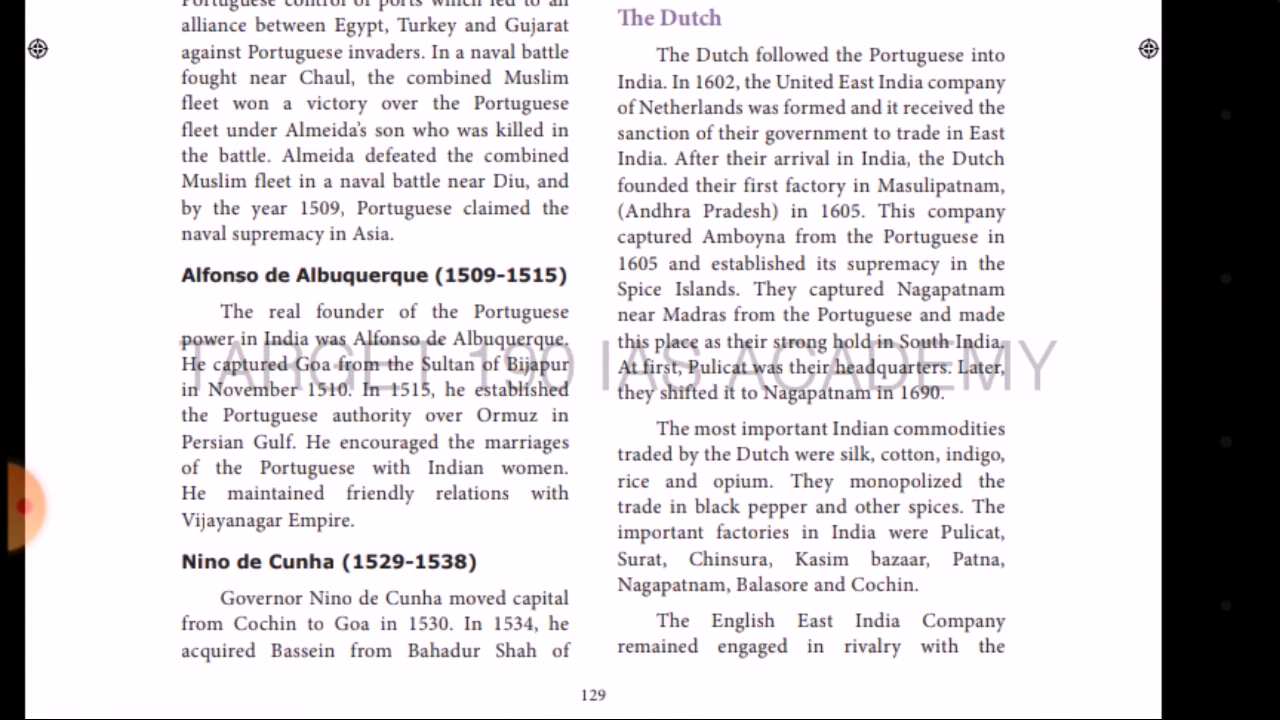 Portuguese control of ports which led to an
alliance between Egypt, Turkey and Gujarat
against Portuguese invaders. In a naval battle
fought near Chaul, the combined Muslim
fleet won a victory over the Portuguese
fleet under Almeida's son who was killed in
the battle. Almeida defeated the combined
Muslim fleet in a naval battle near Diu, and
by the year 1509, Portuguese claimed the
naval supremacy in Asia.
Alfonso de Albuquerque (1509-1515)
The real founder of the Portuguese
power in India was Alfonso de Albuquerque.
He captured Goa from the Sultan of Bijapur
in November 1510. In 1515, he established
the Portuguese authority over Ormuz in
Persian Gulf. He encouraged the marriages
of the Portuguese with Indian women.
He maintained friendly relations with
Vijayanagar Empire.
Nino de Cunha (1529-1538)
Governor Nino de Cunha moved capital
from Cochin to Goa in 1530. In 1534, he
acquired Bassein from Bahadur Shah of
The Dutch
The Dutch followed the Portuguese into
India. In 1602, the United East India company
of Netherlands was formed and it received the
sanction of their government to trade in East
India. After their arrival in India, the Dutch
founded their first factory in Masulipatnam,
(Andhra Pradesh) in 1605. This company
captured Amboyna from the Portuguese in
1605 and established its supremacy in the
Spice Islands. They captured Nagapatnam
near Madras from the Portuguese and made
this place as their strong hold in South India.
At first, Pulicat was their headquarters. Later,
they shifted it to Nagapatnam in 1690.
The most important Indian commodities
traded by the Dutch were silk, cotton, indigo,
rice and opium. They monopolized the
trade in black pepper and other spices. The
important factories in India were Pulicat,
Surat, Chinsura, Kasim bazaar, Patna,
Nagapatnam, Balasore and Cochin.
The English East India Company
remained engaged in rivalry with the
129
TARGET 190 IAS ACADEMY